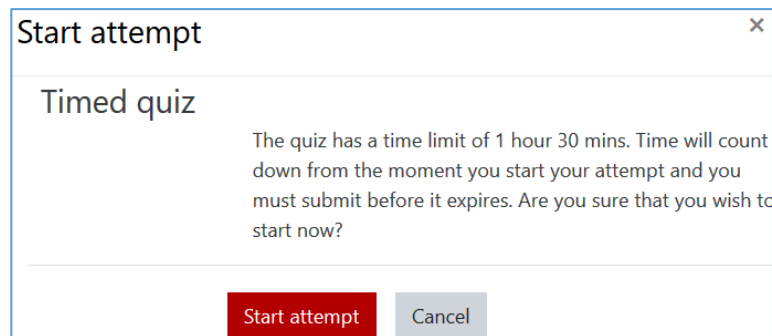 Start attempt ×
Timed quiz
The quiz has a time limit of 1 hour 30 mins. Time will count
down from the moment you start your attempt and you
must submit before it expires. Are you sure that you wish to
start now?
Start attempt Cancel